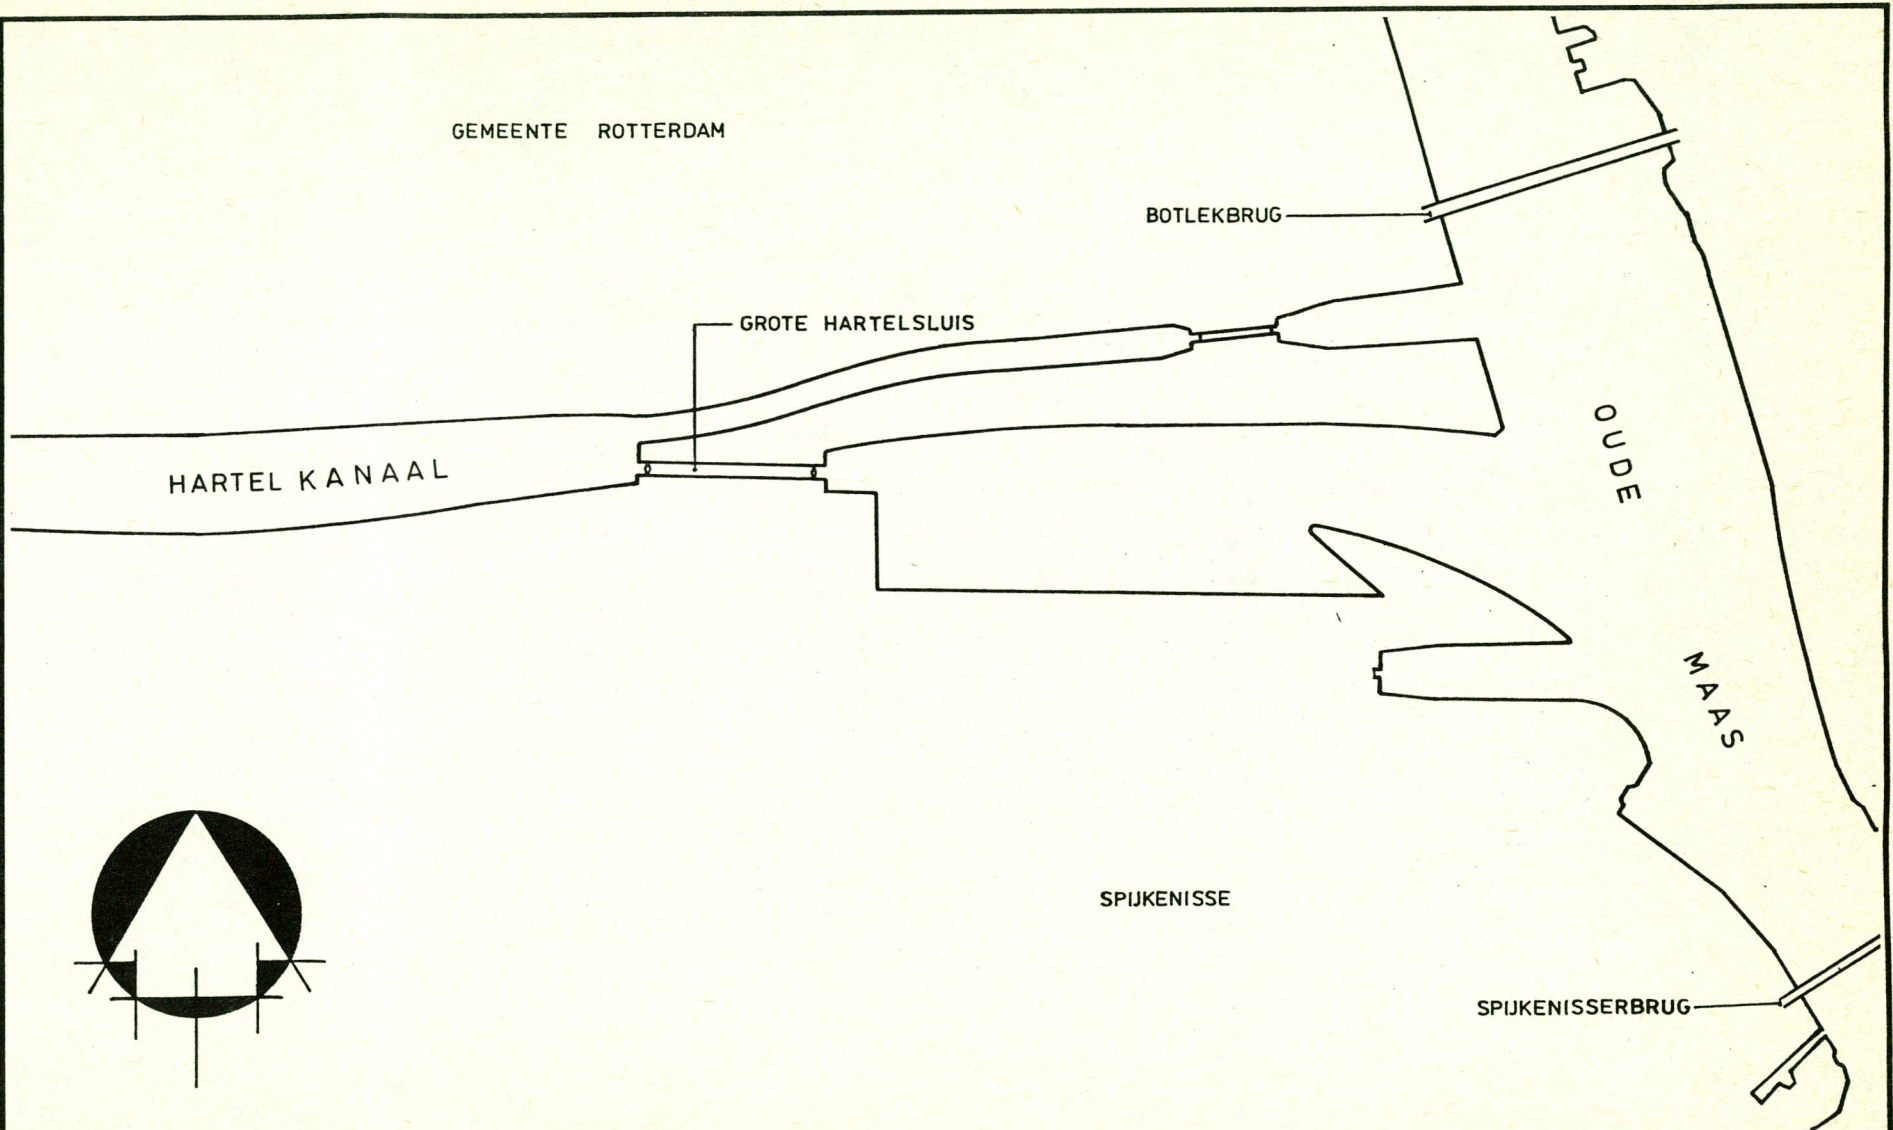 GEMEENTE ROTTERDAM
BOTLEKBRUG
GROTE HARTELSLUIS
HARTEL KANAAL
OUDE
MAAS
SPIJKENISSE
SPIJKENISSERBRUG